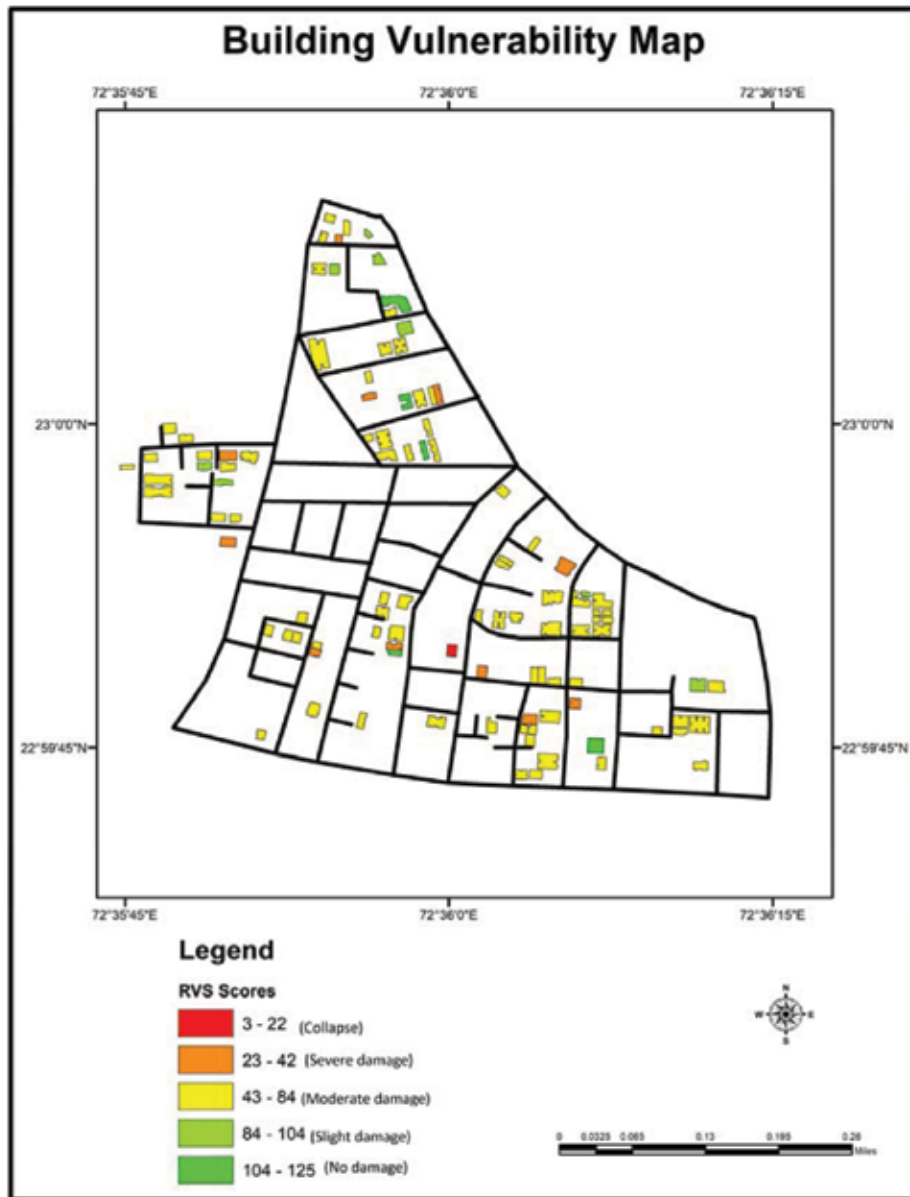 Building Vulnerability Map
72°35'45"E 72°36'0"E 72°36'15"E
23°0'0"N 23°0'0"N
22°59'45"N 22°59'45"N
72°35'45"E 72°36'0"E 72°36'15"E
Legend
RVS Scores
3 - 22 (Collapse)
23 - 42 (Severe damage)
43 - 84 (Moderate damage)
84 - 104 (Slight damage)
104 - 125 (No damage)
N
W E
S
0 0.0325 0.065 0.13 0.195 0.26
Miles